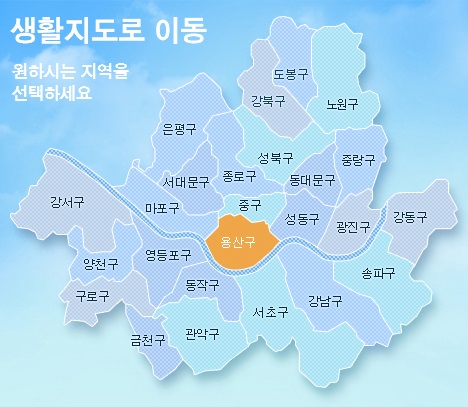 생활지도로 이동
원하시는 지역을
선택하세요
도봉구
강북구
노원구
은평구
성북구
중랑구
서대문구
종로구
동대문구
강서구
마포구
중구
성동구
광진구
강동구
용산구
양천구
영등포구
송파구
구로구
동작구
서초구
강남구
금천구
관악구